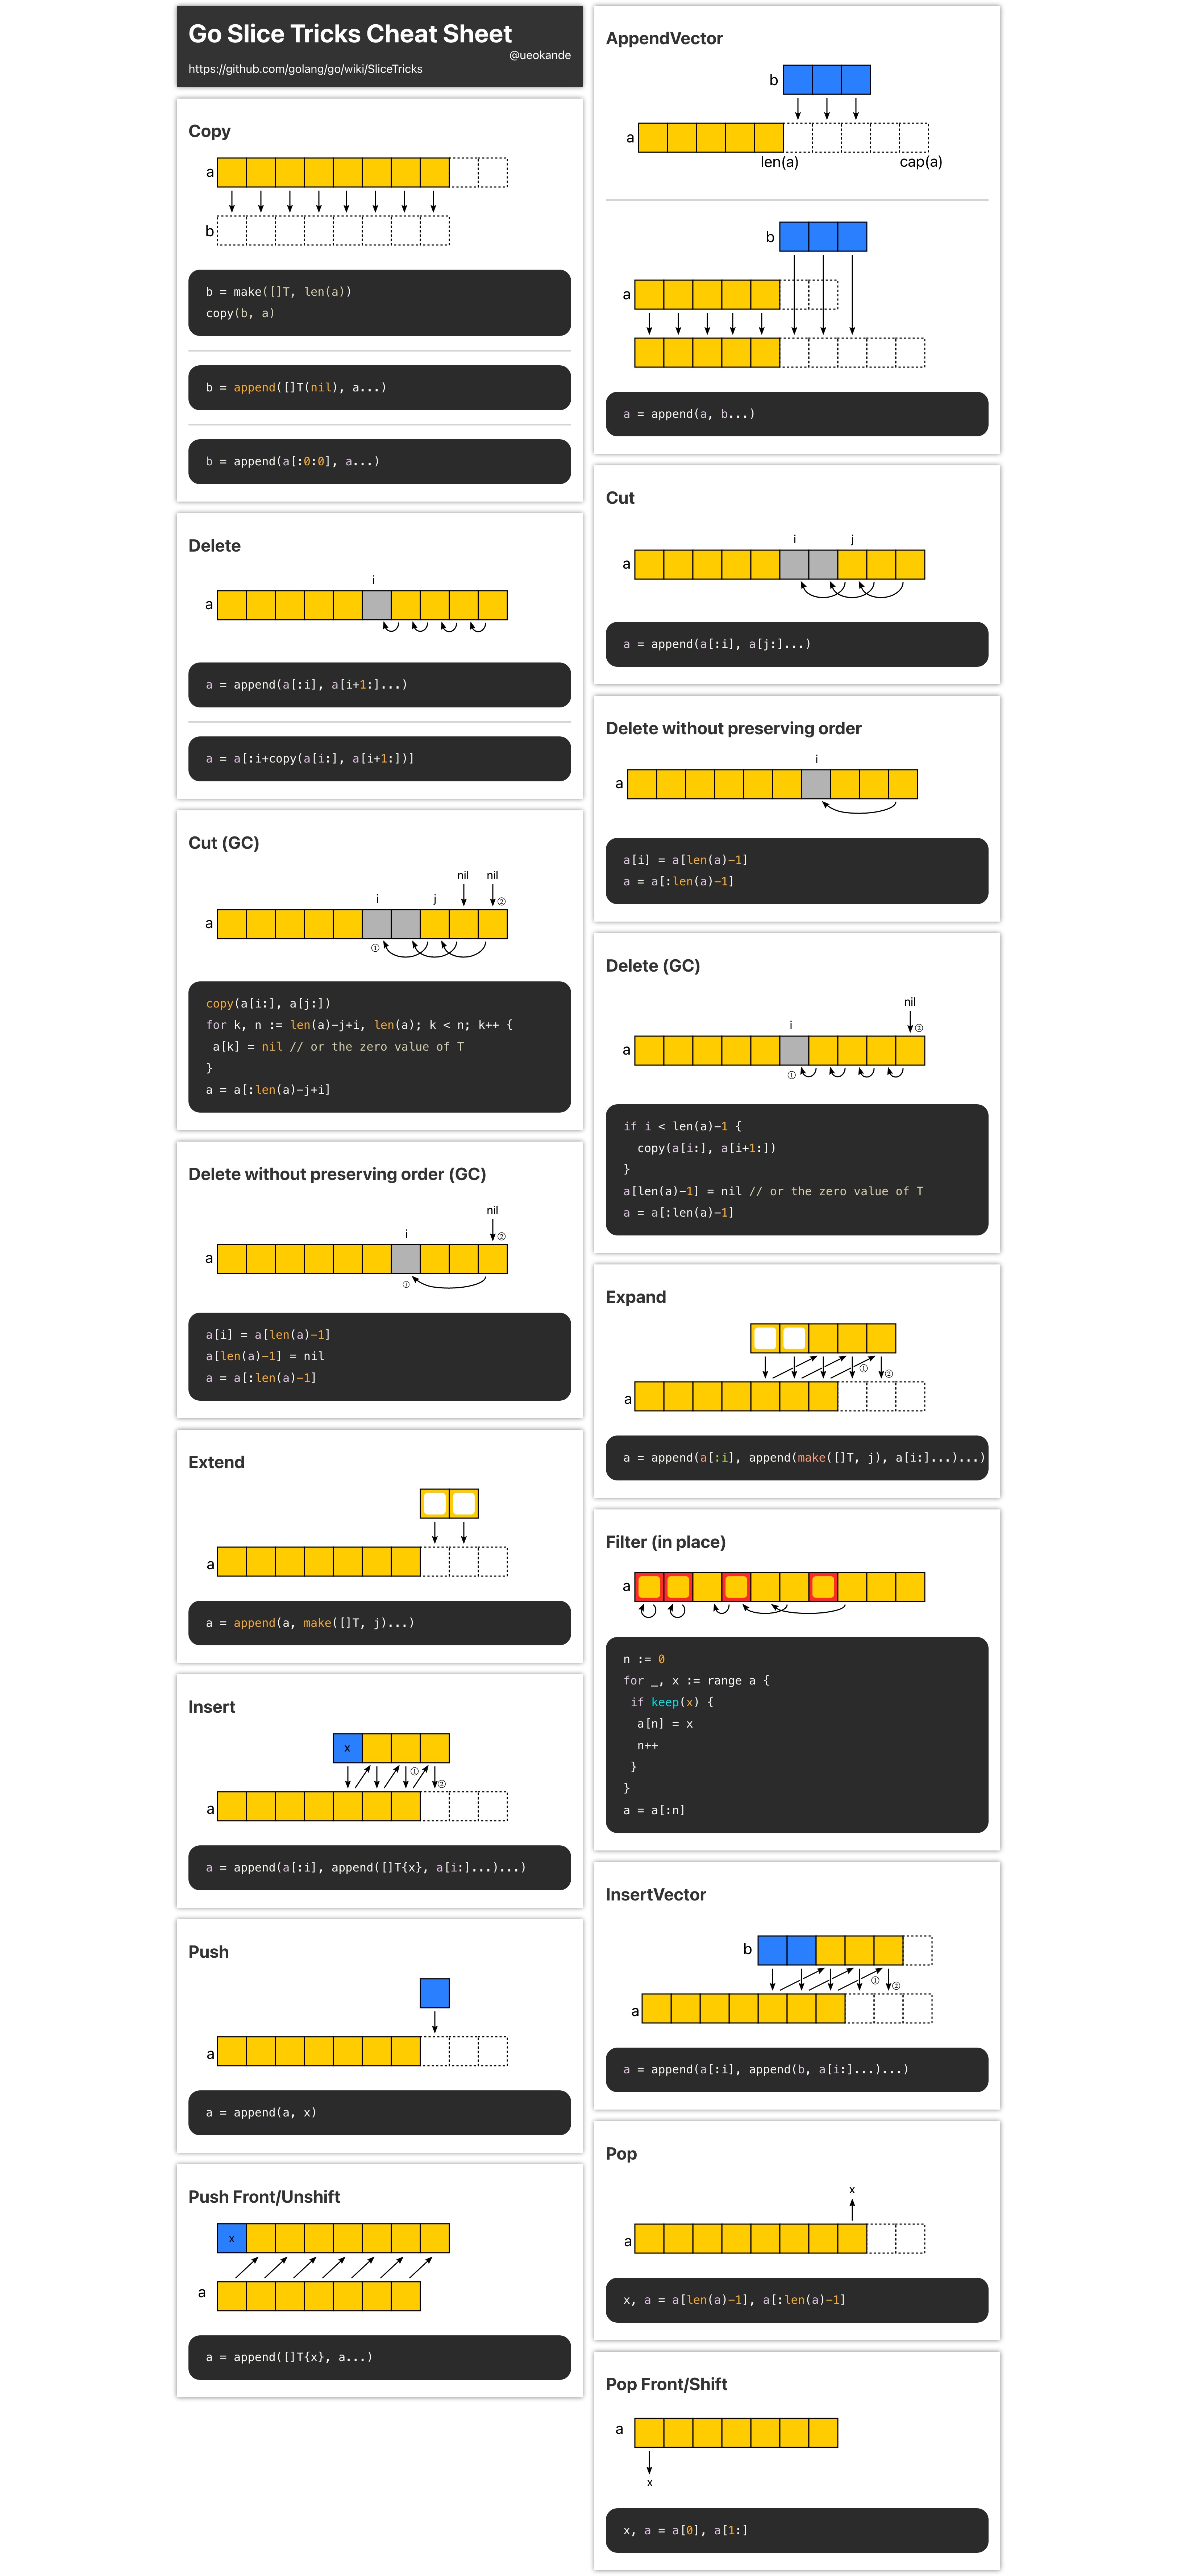 Go Slice Tricks Cheat Sheet
@ueokande
https://github.com/golang/go/wiki/SliceTricks
Copy
a
b
b = make([]T, len(a))
copy(b, a)
b = append([]T(nil), a...)
b = append(a[:0:0], a...)
Delete
i
a
a = append(a[:i], a[i+1:]...)
a = a[:i+copy(a[i:], a[i+1:])]
Cut (GC)
nil nil
i j ②
a
①
copy(a[i:], a[j:])
for k, n := len(a)-j+i, len(a); k < n; k++ {
a[k] = nil // or the zero value of T
}
a = a[:len(a)-j+i]
Delete without preserving order (GC)
nil
i ②
a
①
a[i] = a[len(a)-1]
a[len(a)-1] = nil
a = a[:len(a)-1]
Extend
a
a = append(a, make([]T, j)...)
Insert
x
①
②
a
a = append(a[:i], append([]T{x}, a[i:]...)...)
Push
a
a = append(a, x)
Push Front/Unshift
x
a
a = append([]T{x}, a...)
AppendVector
b
a
len(a) cap(a)
b
a
a = append(a, b...)
Cut
i j
a
a = append(a[:i], a[j:]...)
Delete without preserving order
i
a
a[i] = a[len(a)-1]
a = a[:len(a)-1]
Delete (GC)
nil
i ②
a
①
if i < len(a)-1 {
copy(a[i:], a[i+1:])
}
a[len(a)-1] = nil // or the zero value of T
a = a[:len(a)-1]
Expand
①
②
a
a = append(a[:i], append(make([]T, j), a[i:]...)...)
Filter (in place)
a
n := 0
for _, x := range a {
if keep(x) {
a[n] = x
n++
}
}
a = a[:n]
InsertVector
b
①
②
a
a = append(a[:i], append(b, a[i:]...)...)
Pop
x
a
x, a = a[len(a)-1], a[:len(a)-1]
Pop Front/Shift
a
x
x, a = a[0], a[1:]